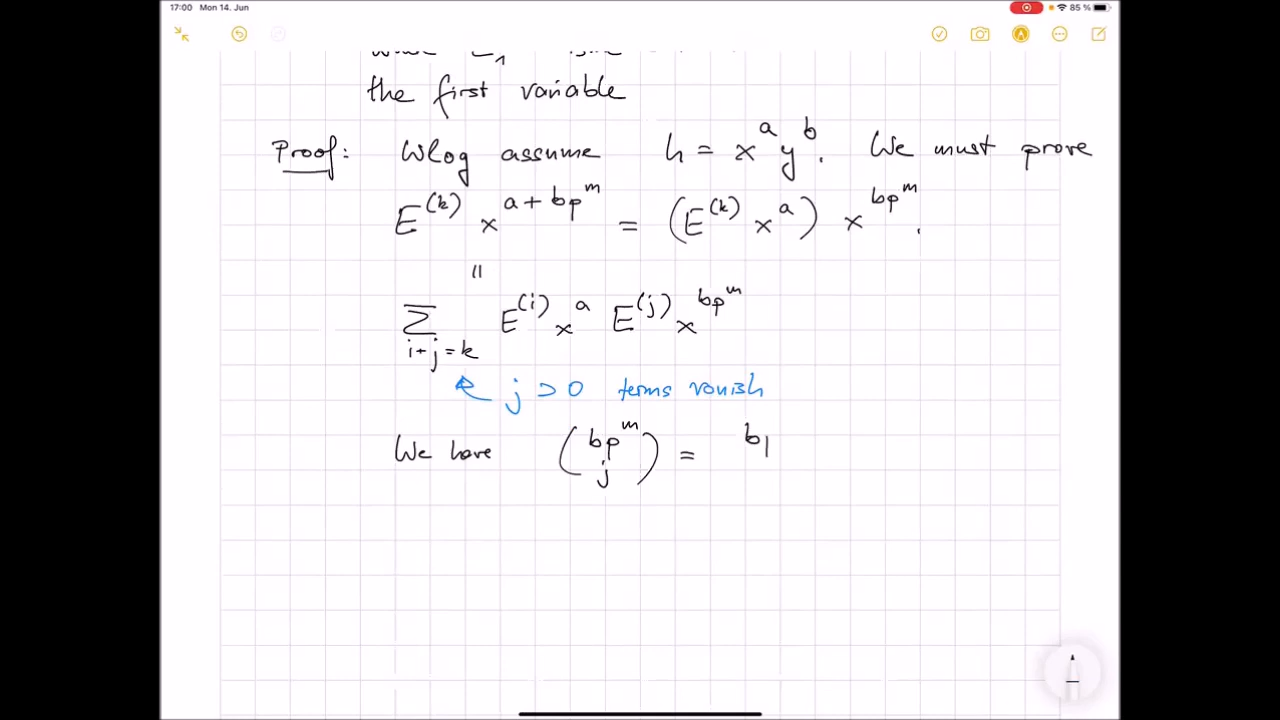 17:00 Mon 14. Jun 85 %
the first variable
Proof: Wlog assume h = x^a y^b. We must prove
E^(k) x^(a + bp^m) = (E^(k) x^a) x^(bp^m).
"
Σ_(i+j=k) E^(i) x^a E^(j) x^(bp^m)
j > 0 terms vanish
We have (bp^m j) =